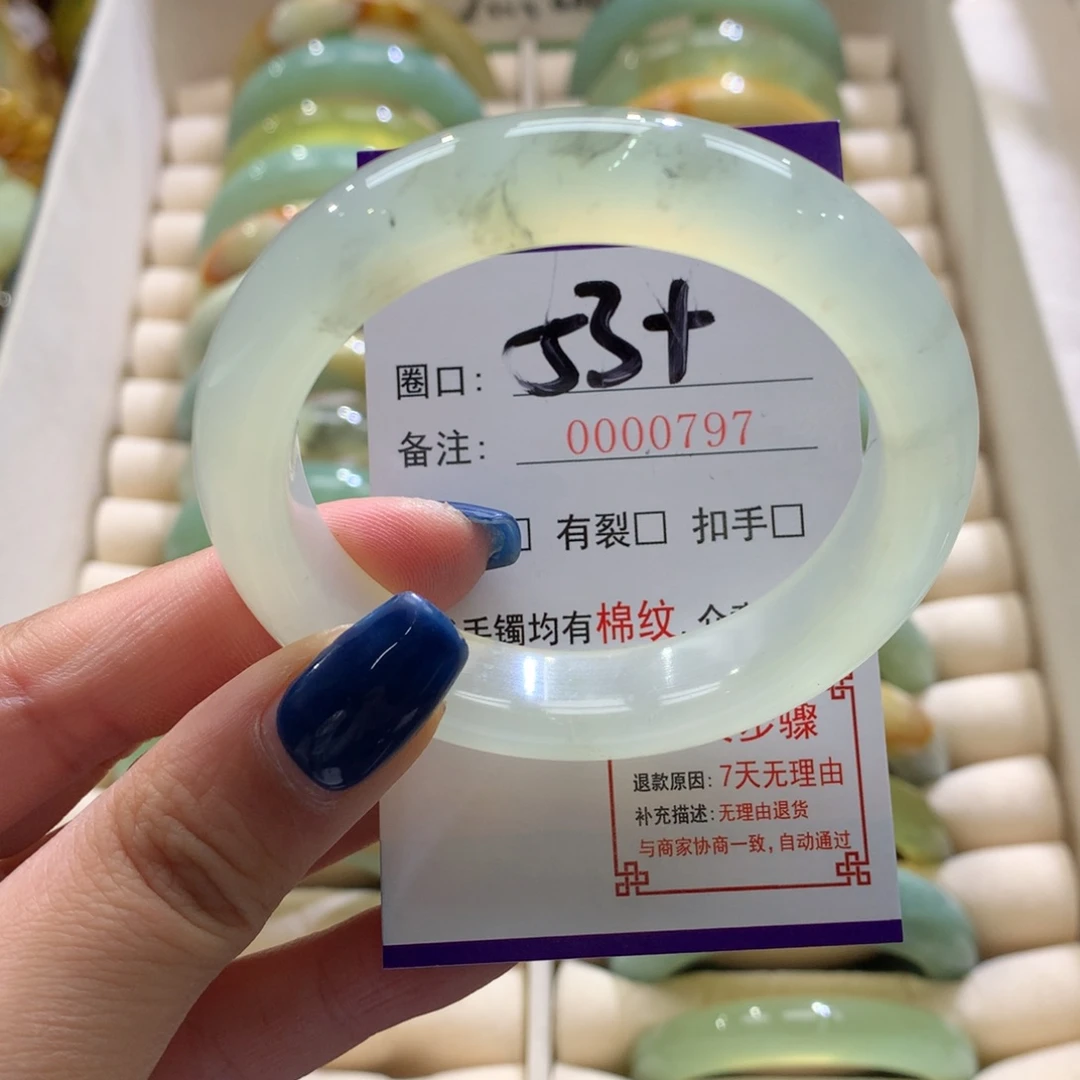 圈口: 53+
备注: 0000797
有裂□ 扣手□
手镯均有棉纹,
步骤
退款原因: 7天无理由
补充描述: 无理由退货
与商家协商一致,自动通过